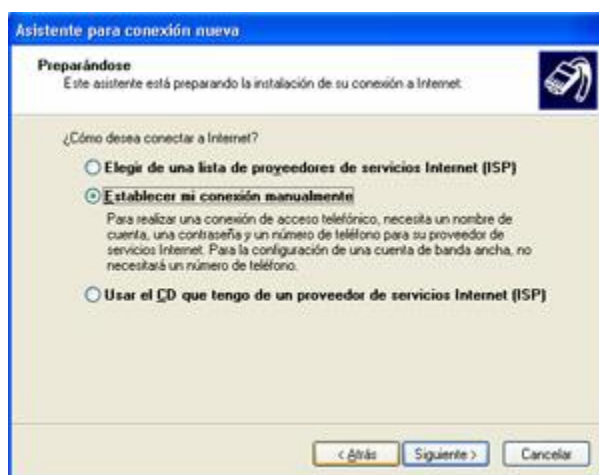 Asistente para conexión nueva
Preparándose
Este asistente está preparando la instalación de su conexión a Internet.
¿Cómo desea conectar a Internet?
Elegir de una lista de proveedores de servicios Internet (ISP)
Establecer mi conexión manualmente
Para realizar una conexión de acceso telefónico, necesita un nombre de
cuenta, una contraseña y un número de teléfono para su proveedor de
servicios Internet. Para la configuración de una cuenta de banda ancha, no
necesitará un número de teléfono.
Usar el CD que tengo de un proveedor de servicios Internet (ISP)
< Atrás Siguiente > Cancelar